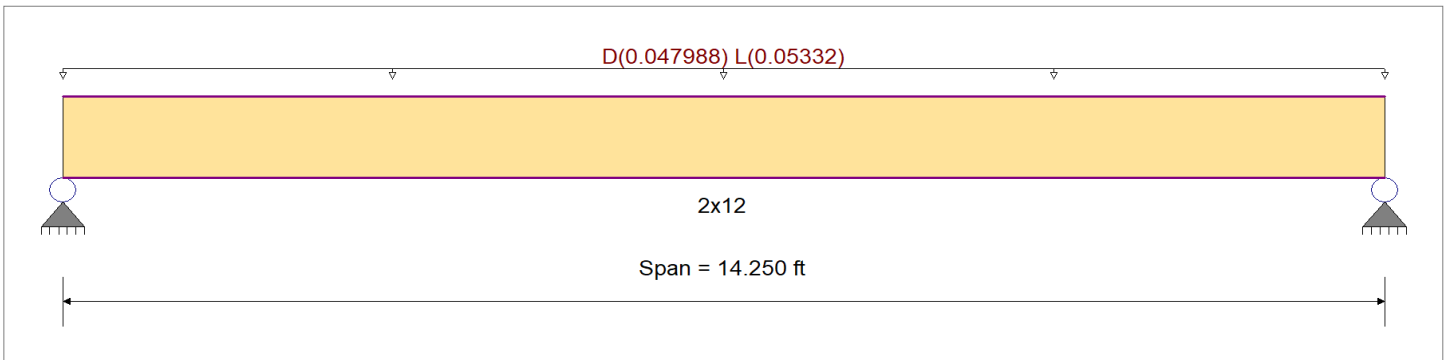 D(0.047988) L(0.05332)
2x12
Span = 14.250 ft